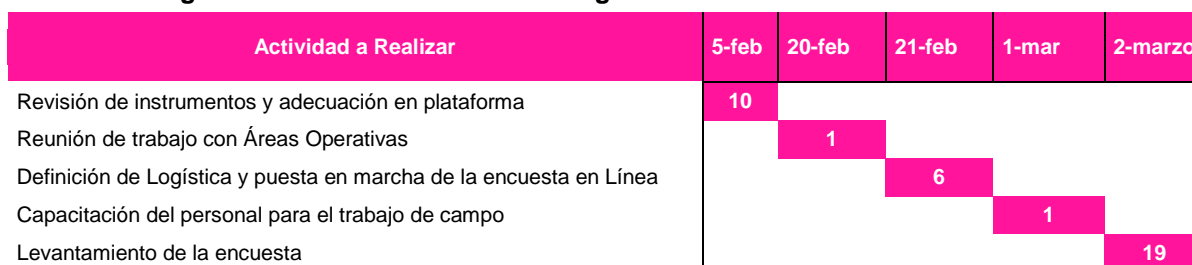 Actividad a Realizar 5-feb 20-feb 21-feb 1-mar 2-marzo
Revisión de instrumentos y adecuación en plataforma 10
Reunión de trabajo con Áreas Operativas 1
Definición de Logística y puesta en marcha de la encuesta en Línea 6
Capacitación del personal para el trabajo de campo 1
Levantamiento de la encuesta 19